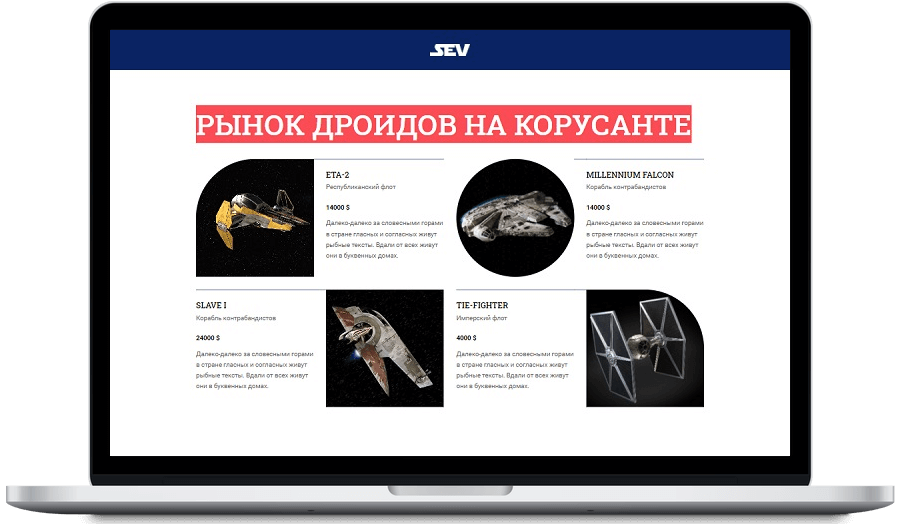 SEV
РЫНОК ДРОИДОВ НА КОРУСАНТЕ
ETA-2
Республиканский флот
14000 $
Далеко-далеко за словесными горами
в стране гласных и согласных живут
рыбные тексты. Вдали от всех живут
они в буквенных домах.
MILLENNIUM FALCON
Корабль контрабандистов
14000 $
Далеко-далеко за словесными горами
в стране гласных и согласных живут
рыбные тексты. Вдали от всех живут
они в буквенных домах.
SLAVE I
Корабль контрабандистов
24000 $
Далеко-далеко за словесными горами
в стране гласных и согласных живут
рыбные тексты. Вдали от всех живут
они в буквенных домах.
TIE-FIGHTER
Имперский флот
4000 $
Далеко-далеко за словесными горами
в стране гласных и согласных живут
рыбные тексты. Вдали от всех живут
они в буквенных домах.